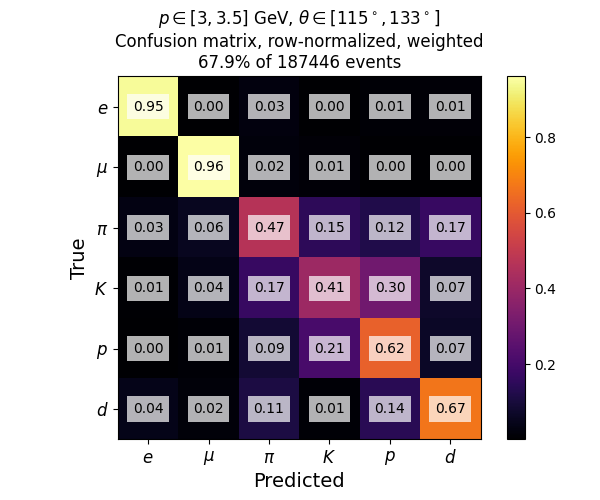 p ∈ [3, 3.5] GeV, θ ∈ [115°, 133°]
Confusion matrix, row-normalized, weighted
67.9% of 187446 events
e 0.95 0.00 0.03 0.00 0.01 0.01
μ 0.00 0.96 0.02 0.01 0.00 0.00
π 0.03 0.06 0.47 0.15 0.12 0.17
K 0.01 0.04 0.17 0.41 0.30 0.07
p 0.00 0.01 0.09 0.21 0.62 0.07
d 0.04 0.02 0.11 0.01 0.14 0.67
e μ π K p d
Predicted
True
0.8
0.6
0.4
0.2